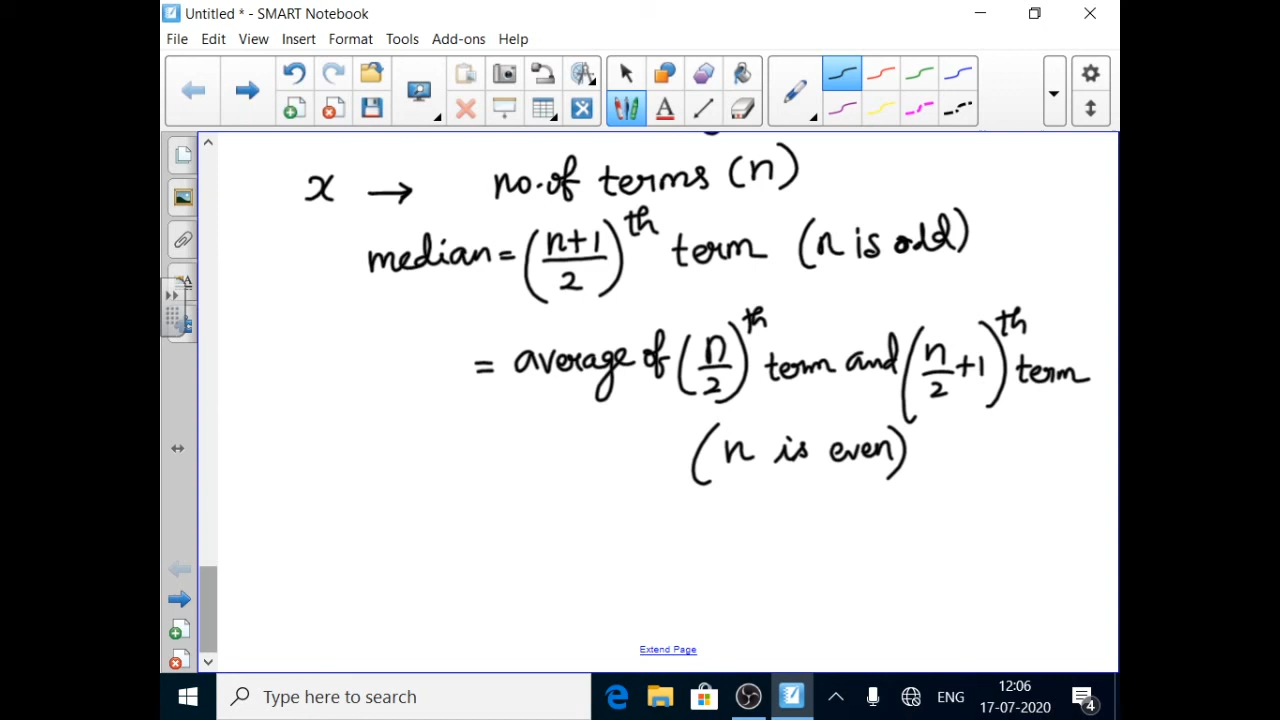 Untitled * - SMART Notebook
File Edit View Insert Format Tools Add-ons Help
x → no. of terms (n)
median = ((n+1)/2)^th term (n is odd)
= average of (n/2)^th term and (n/2 + 1)^th term
(n is even)
Extend Page
Type here to search
ENG
12:06
17-07-2020
4